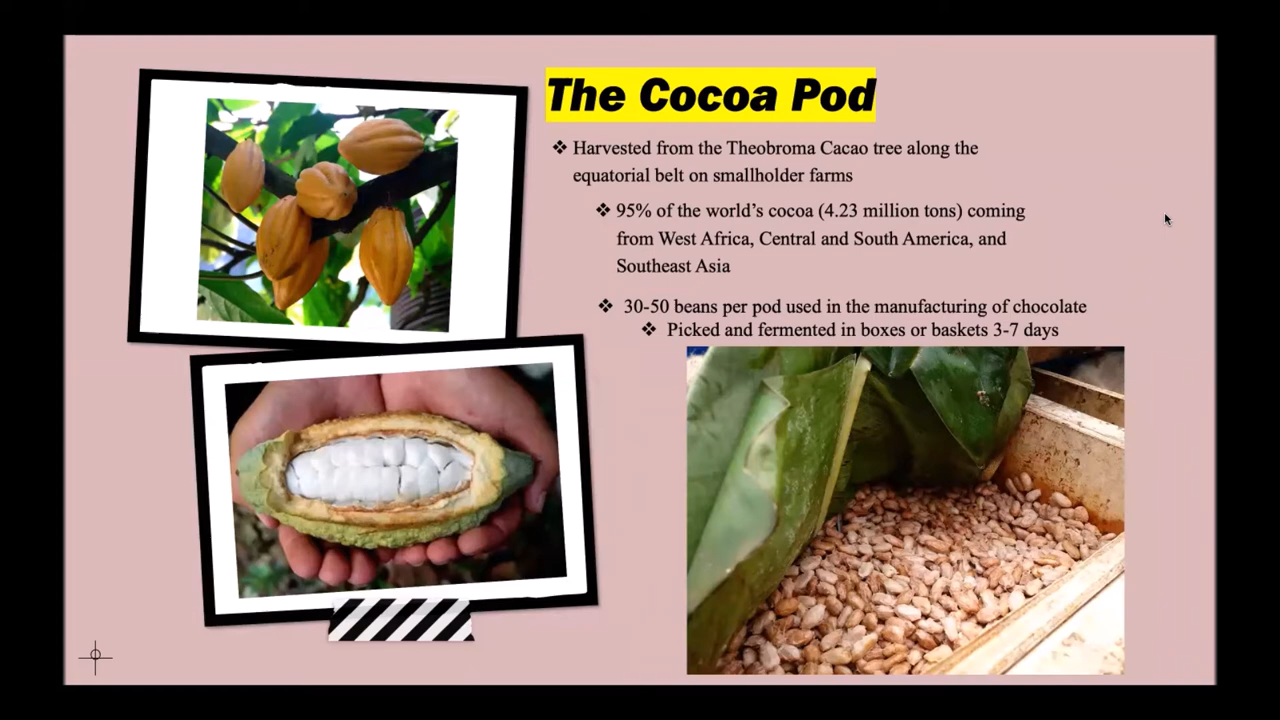 The Cocoa Pod
❖ Harvested from the Theobroma Cacao tree along the
equatorial belt on smallholder farms
❖ 95% of the world’s cocoa (4.23 million tons) coming
from West Africa, Central and South America, and
Southeast Asia
❖ 30-50 beans per pod used in the manufacturing of chocolate
❖ Picked and fermented in boxes or baskets 3-7 days